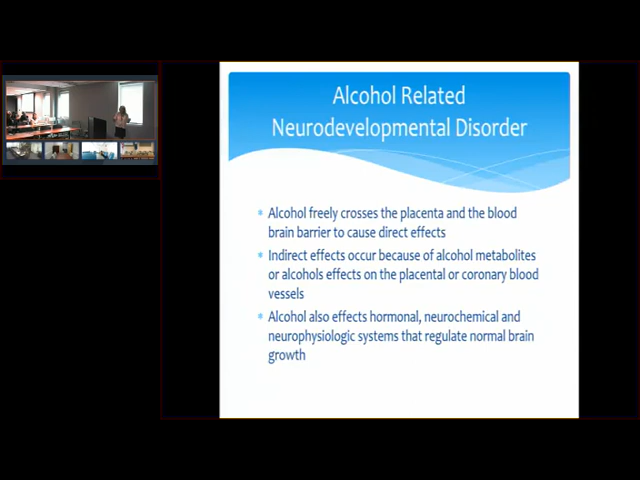 Alcohol Related
Neurodevelopmental Disorder
Alcohol freely crosses the placenta and the blood
brain barrier to cause direct effects
Indirect effects occur because of alcohol metabolites
or alcohols effects on the placental or coronary blood
vessels
Alcohol also effects hormonal, neurochemical and
neurophysiologic systems that regulate normal brain
growth